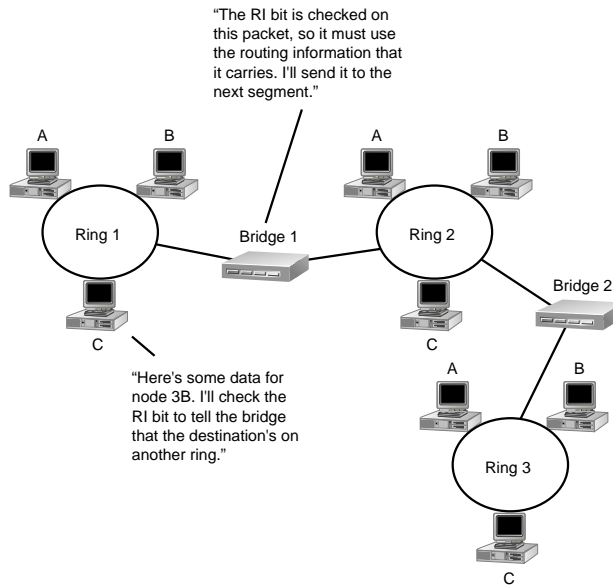 “The RI bit is checked on
this packet, so it must use
the routing information that
it carries. I'll send it to the
next segment.”
A
B
A
B
Ring 1
Bridge 1
Ring 2
Bridge 2
C
C
“Here's some data for
node 3B. I'll check the
RI bit to tell the bridge
that the destination's on
another ring.”
A
B
Ring 3
C